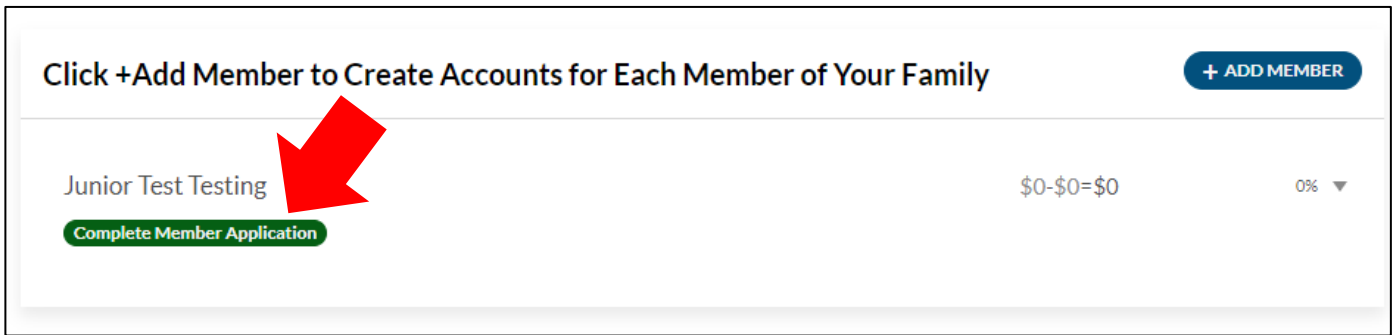 Click +Add Member to Create Accounts for Each Member of Your Family
+ ADD MEMBER
Junior Test Testing
$0-$0=$0
0%
Complete Member Application